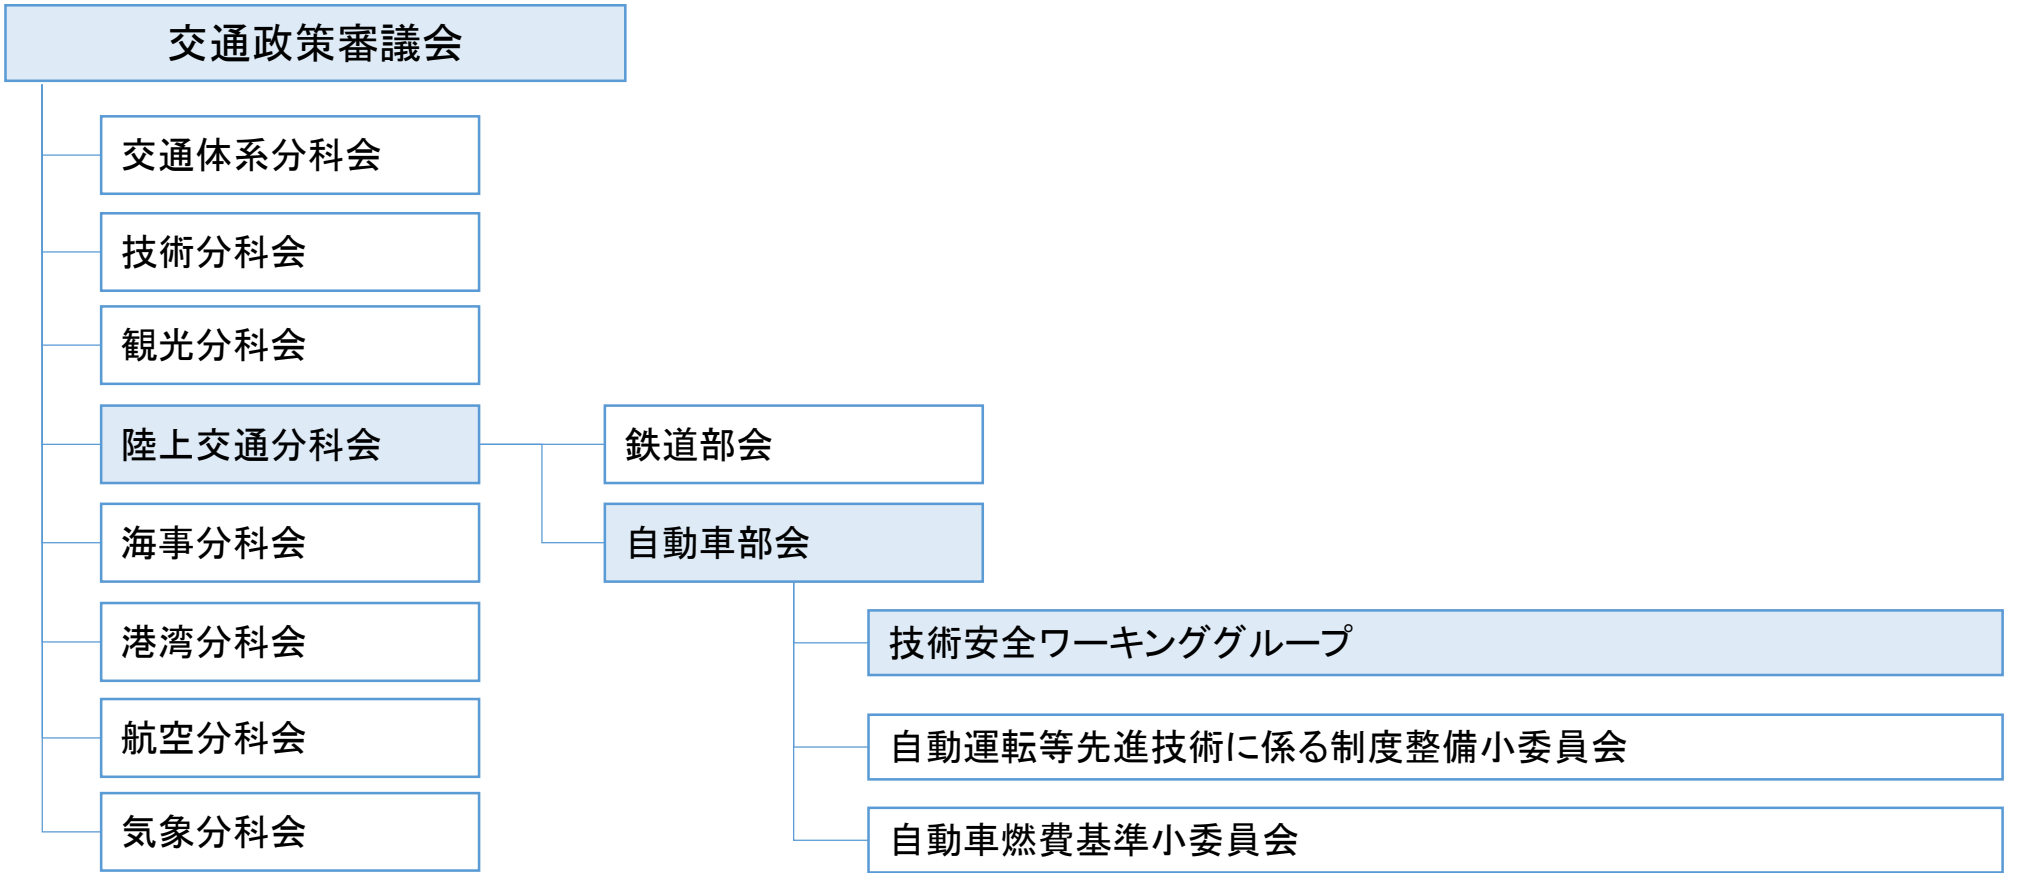 交通政策審議会
交通体系分科会
技術分科会
観光分科会
陸上交通分科会
鉄道部会
海事分科会
自動車部会
港湾分科会
技術安全ワーキンググループ
航空分科会
自動運転等先進技術に係る制度整備小委員会
気象分科会
自動車燃費基準小委員会